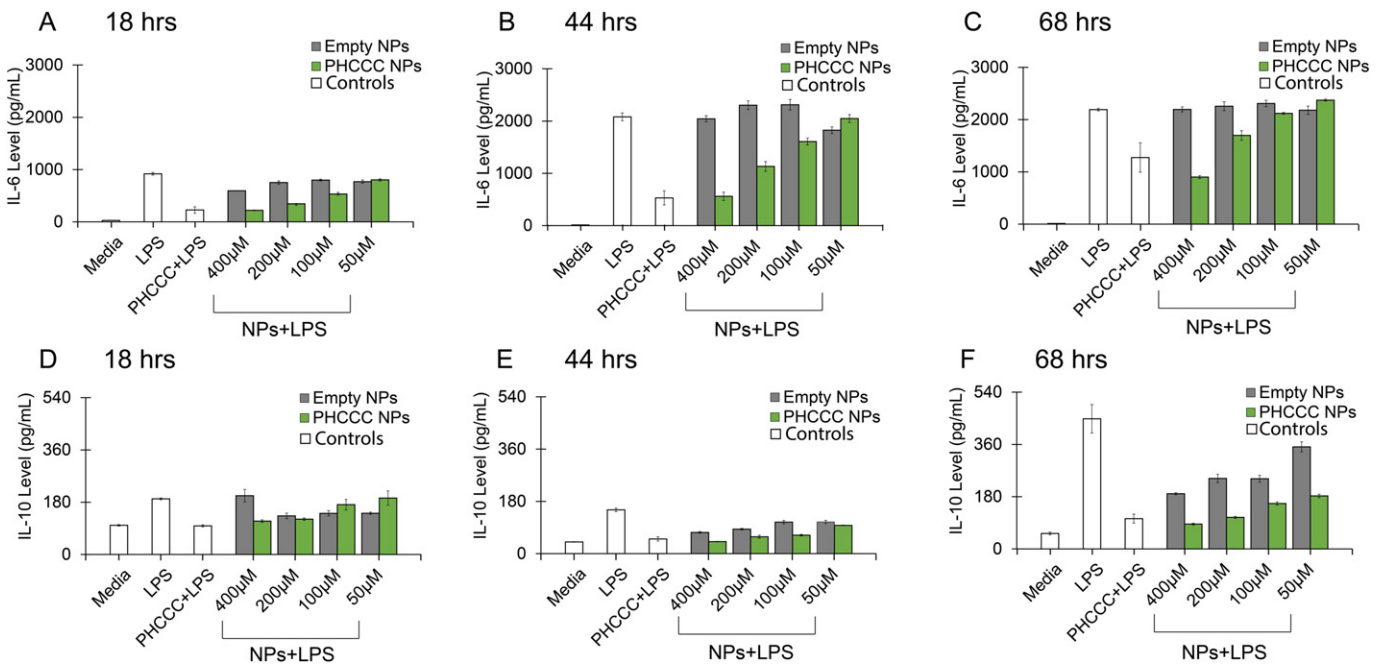 A 18 hrs
IL-6 Level (pg/mL)
3000
2000
1000
0
Empty NPs
PHCCC NPs
Controls
Media
LPS
PHCCC+LPS
400µM
200µM
100µM
50µM
NPs+LPS
B 44 hrs
IL-6 Level (pg/mL)
3000
2000
1000
0
Empty NPs
PHCCC NPs
Controls
Media
LPS
PHCCC+LPS
400µM
200µM
100µM
50µM
NPs+LPS
C 68 hrs
IL-6 Level (pg/mL)
3000
2000
1000
0
Empty NPs
PHCCC NPs
Controls
Media
LPS
PHCCC+LPS
400µM
200µM
100µM
50µM
NPs+LPS
D 18 hrs
IL-10 Level (pg/mL)
540
360
180
0
Empty NPs
PHCCC NPs
Controls
Media
LPS
PHCCC+LPS
400µM
200µM
100µM
50µM
NPs+LPS
E 44 hrs
IL-10 Level (pg/mL)
540
360
180
0
Empty NPs
PHCCC NPs
Controls
Media
LPS
PHCCC+LPS
400µM
200µM
100µM
50µM
NPs+LPS
F 68 hrs
IL-10 Level (pg/mL)
540
360
180
0
Empty NPs
PHCCC NPs
Controls
Media
LPS
PHCCC+LPS
400µM
200µM
100µM
50µM
NPs+LPS